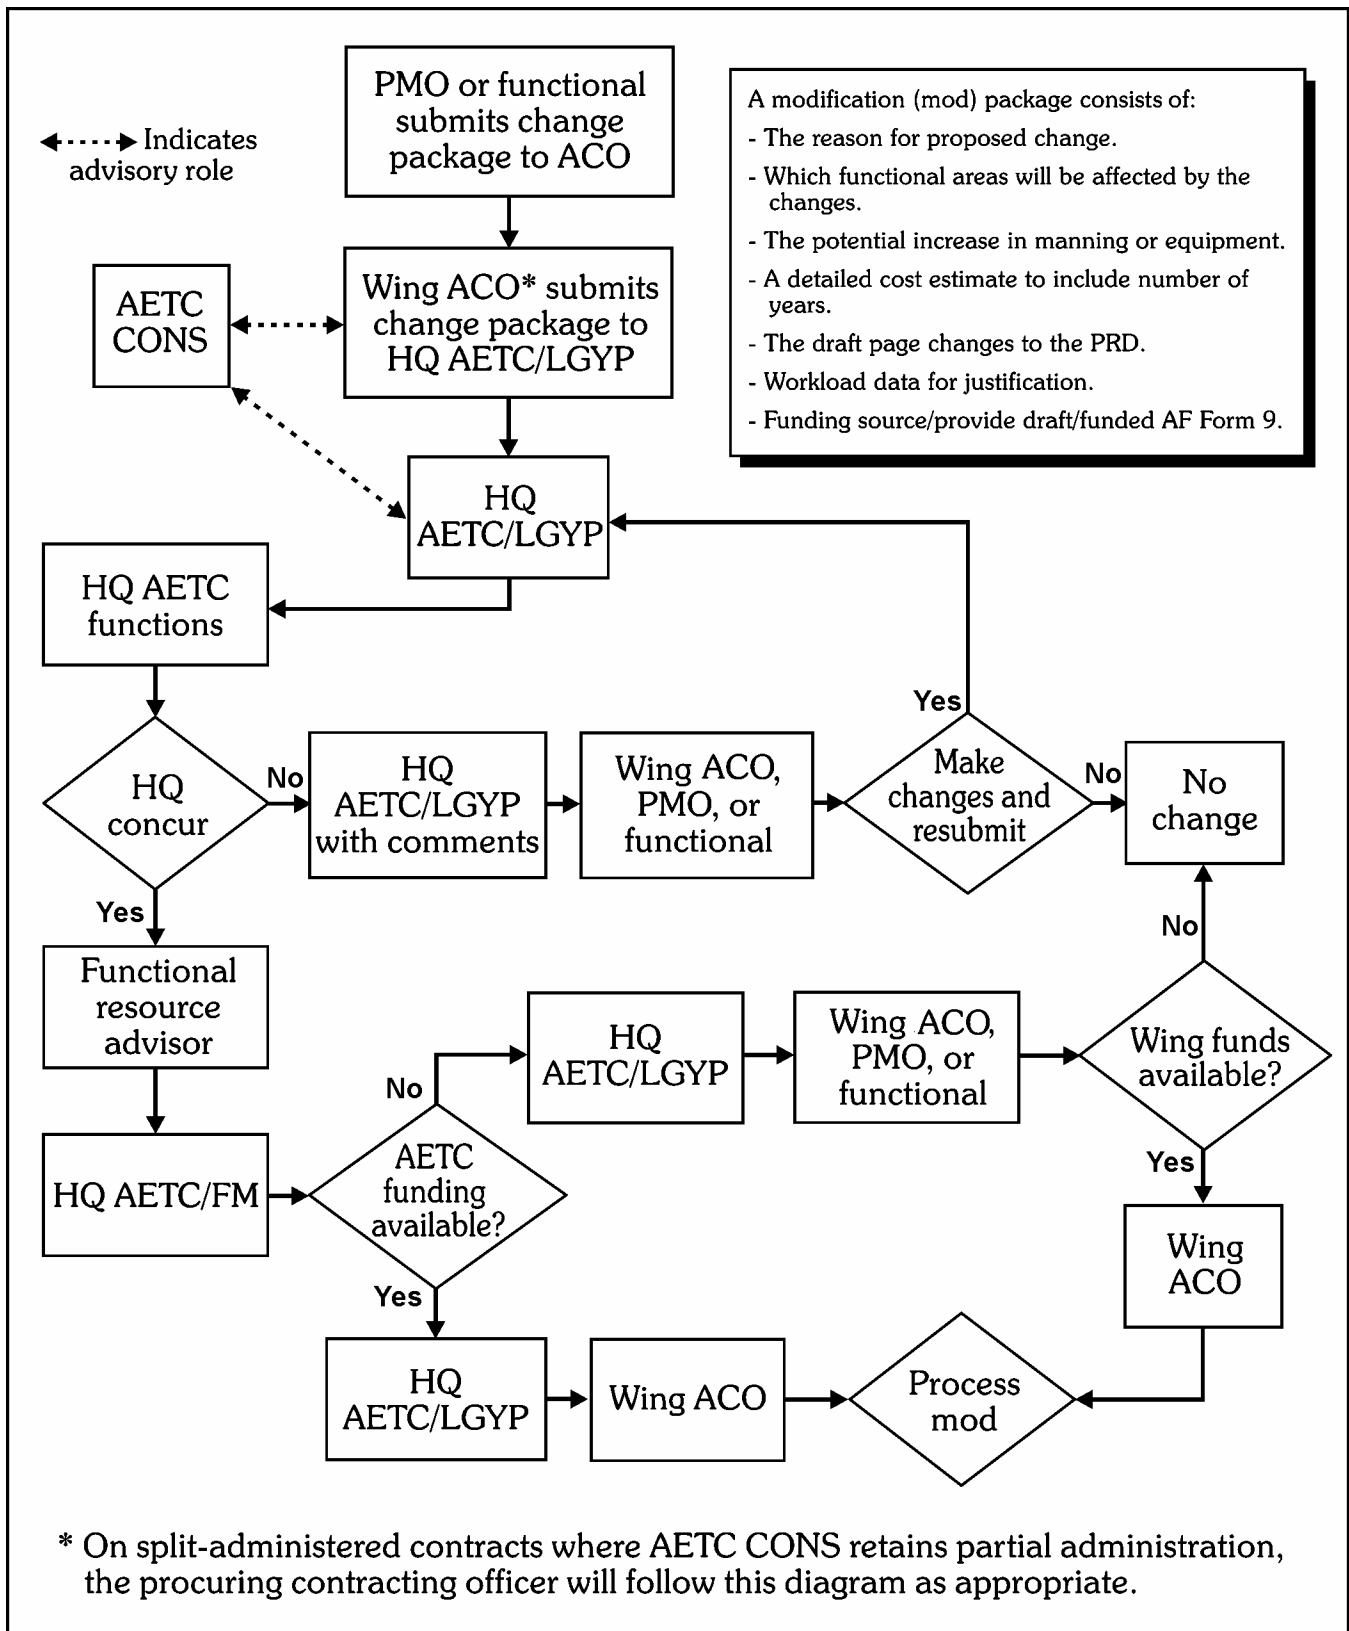 PMO or functional
submits change
package to ACO
Indicates
advisory role
A modification (mod) package consists of:
- The reason for proposed change.
- Which functional areas will be affected by the
changes.
- The potential increase in manning or equipment.
- A detailed cost estimate to include number of
years.
- The draft page changes to the PRD.
- Workload data for justification.
- Funding source/provide draft/funded AF Form 9.
AETC
CONS
Wing ACO* submits
change package to
HQ AETC/LGYP
HQ
AETC/LGYP
HQ AETC
functions
HQ
concur
No
HQ
AETC/LGYP
with comments
Wing ACO,
PMO, or
functional
Yes
Make
changes and
resubmit
No
No
change
Yes
Functional
resource
advisor
HQ AETC/FM
AETC
funding
available?
No
HQ
AETC/LGYP
Wing ACO,
PMO, or
functional
Wing funds
available?
No
Yes
Wing
ACO
Yes
HQ
AETC/LGYP
Wing ACO
Process
mod
* On split-administered contracts where AETC CONS retains partial administration,
the procuring contracting officer will follow this diagram as appropriate.